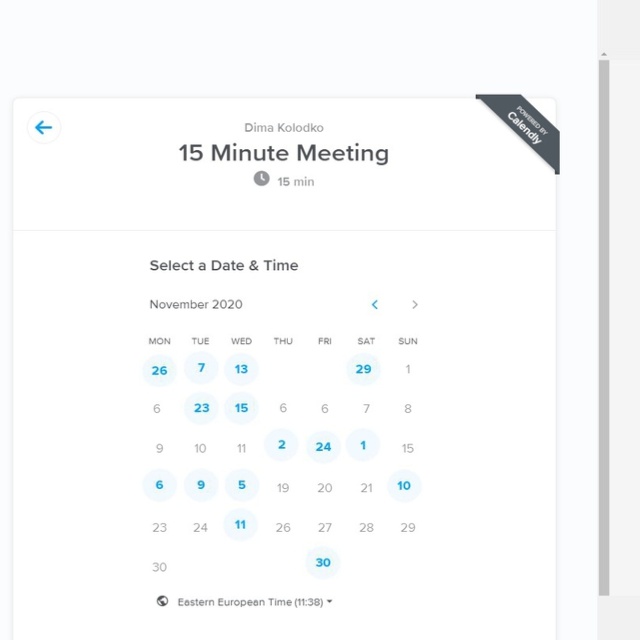 POWERED BY
Calendly
Dima Kolodko
15 Minute Meeting
15 min
Select a Date & Time
November 2020
MON TUE WED THU FRI SAT SUN
26 7 13 29 1
6 23 15 6 6 7 8
9 10 11 2 24 1 15
6 9 5 19 20 21 10
23 24 11 26 27 28 29
30 30
Eastern European Time (11:38)